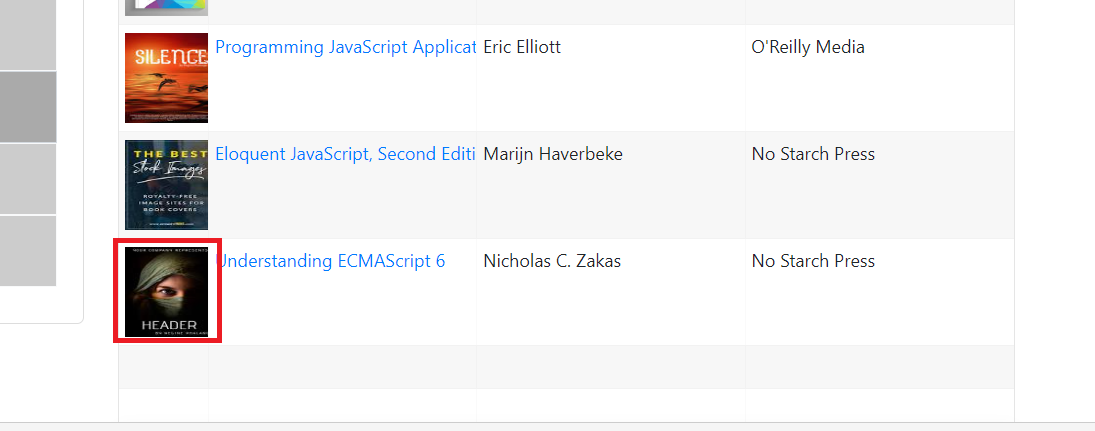 SILENCE
Programming JavaScript Applicat Eric Elliott O'Reilly Media
THE BEST
Stock Images
ROYALTY-FREE
IMAGE SITES FOR
BOOK COVERS
Eloquent JavaScript, Second Editi Marijn Haverbeke No Starch Press
Understanding ECMAScript 6 Nicholas C. Zakas No Starch Press
HEADER